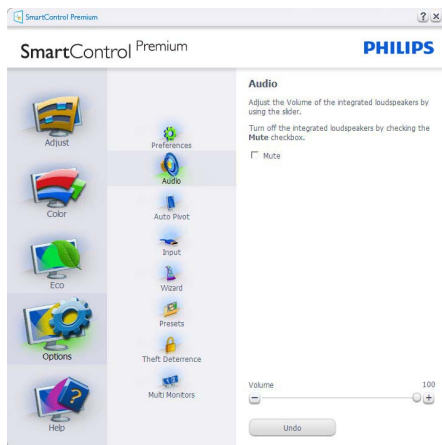 SmartControl Premium
? x
SmartControl Premium
PHILIPS
Adjust
Color
Eco
Options
Help
Preferences
Audio
Auto Pivot
Input
Wizard
Presets
Theft Deterrence
Multi Monitors
Audio
Adjust the Volume of the integrated loudspeakers by
using the slider.
Turn off the integrated loudspeakers by checking the
Mute checkbox.
Mute
Volume 100
Undo